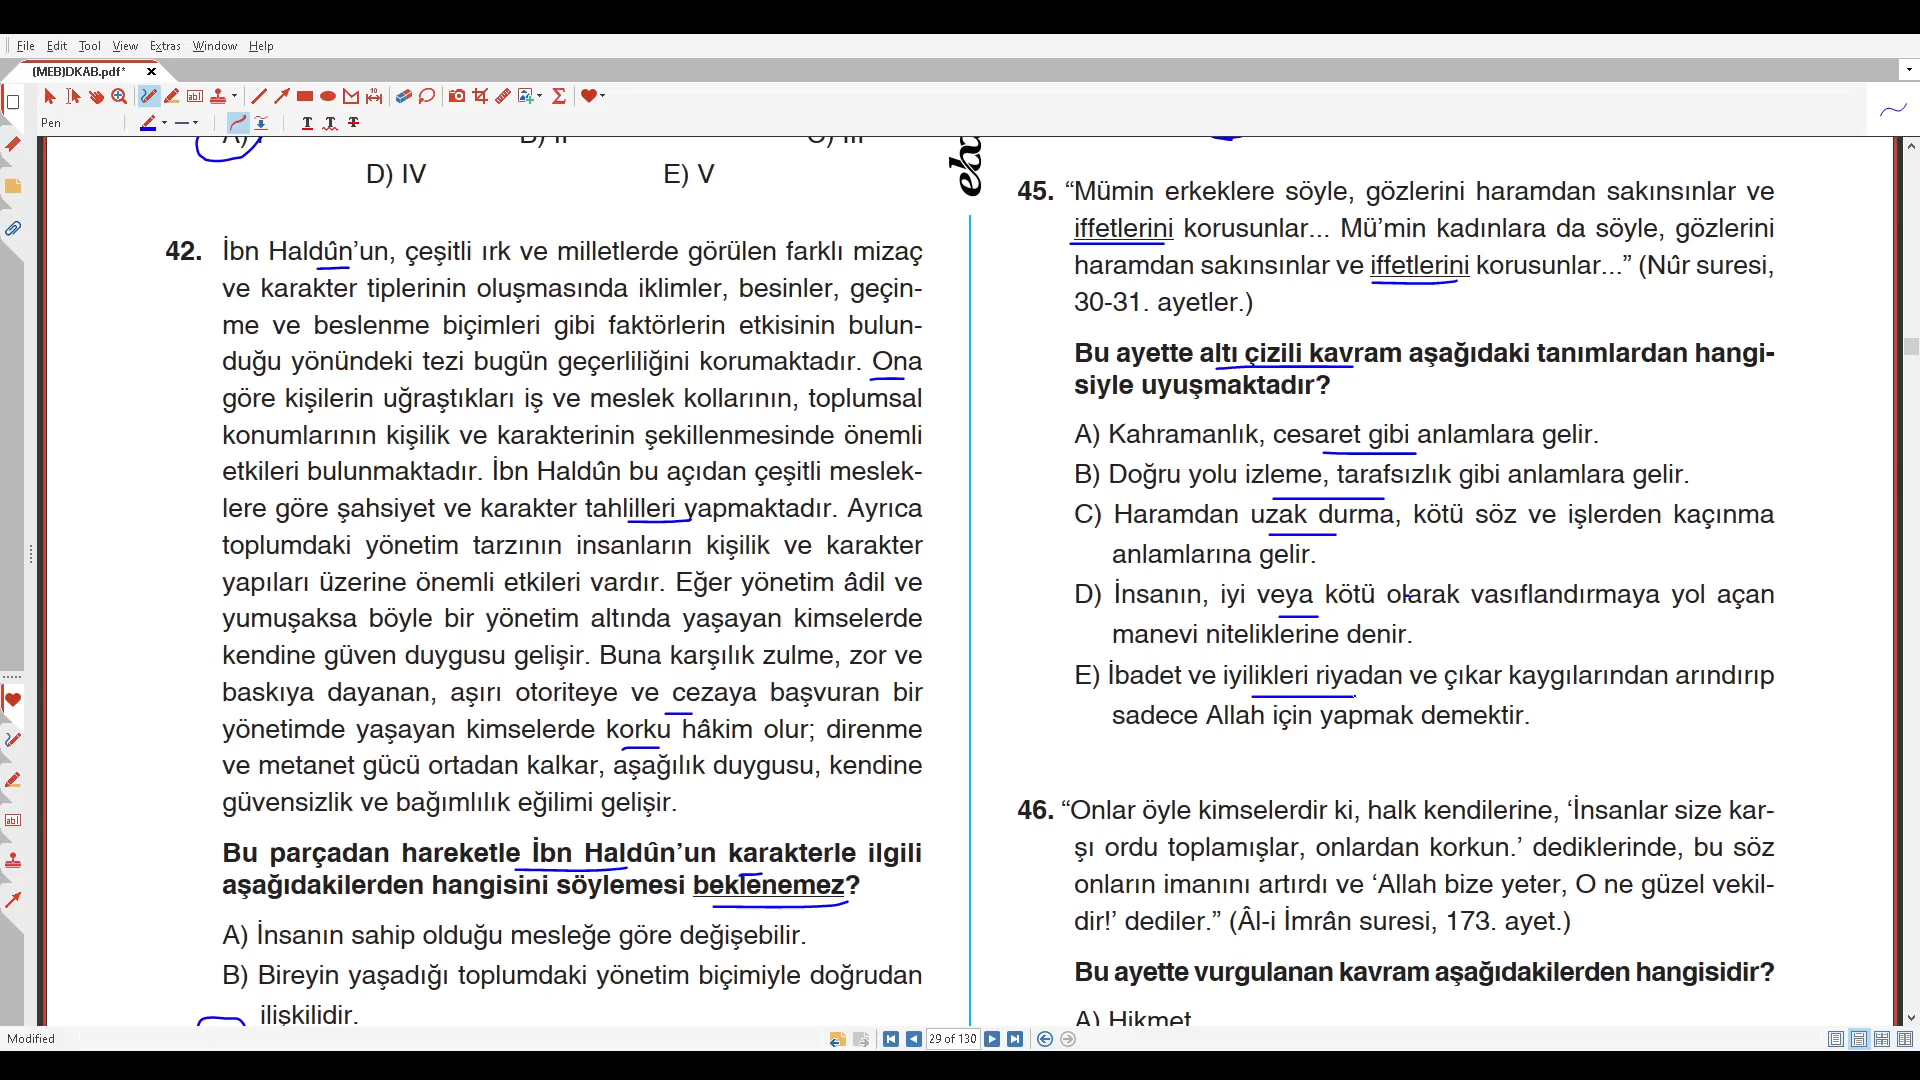 File Edit Tool View Extras Window Help
(MEB)DKAB.pdf*
Pen
D) IV E) V
42. İbn Haldûn’un, çeşitli ırk ve milletlerde görülen farklı mizaç
ve karakter tiplerinin oluşmasında iklimler, besinler, geçin-
me ve beslenme biçimleri gibi faktörlerin etkisinin bulun-
duğu yönündeki tezi bugün geçerliliğini korumaktadır. Ona
göre kişilerin uğraştıkları iş ve meslek kollarının, toplumsal
konumlarının kişilik ve karakterinin şekillenmesinde önemli
etkileri bulunmaktadır. İbn Haldûn bu açıdan çeşitli meslek-
lere göre şahsiyet ve karakter tahlilleri yapmaktadır. Ayrıca
toplumdaki yönetim tarzının insanların kişilik ve karakter
yapıları üzerine önemli etkileri vardır. Eğer yönetim âdil ve
yumuşaksa böyle bir yönetim altında yaşayan kimselerde
kendine güven duygusu gelişir. Buna karşılık zulme, zor ve
baskıya dayanan, aşırı otoriteye ve cezaya başvuran bir
yönetimde yaşayan kimselerde korku hâkim olur; direnme
ve metanet gücü ortadan kalkar, aşağılık duygusu, kendine
güvensizlik ve bağımlılık eğilimi gelişir.
Bu parçadan hareketle İbn Haldûn’un karakterle ilgili
aşağıdakilerden hangisini söylemesi beklenemez?
A) İnsanın sahip olduğu mesleğe göre değişebilir.
B) Bireyin yaşadığı toplumdaki yönetim biçimiyle doğrudan
ilişkilidir.
45. “Mümin erkeklere söyle, gözlerini haramdan sakınsınlar ve
iffetlerini korusunlar... Mü’min kadınlara da söyle, gözlerini
haramdan sakınsınlar ve iffetlerini korusunlar...” (Nûr suresi,
30-31. ayetler.)
Bu ayette altı çizili kavram aşağıdaki tanımlardan hangi-
siyle uyuşmaktadır?
A) Kahramanlık, cesaret gibi anlamlara gelir.
B) Doğru yolu izleme, tarafsızlık gibi anlamlara gelir.
C) Haramdan uzak durma, kötü söz ve işlerden kaçınma
anlamlarına gelir.
D) İnsanın, iyi veya kötü olarak vasıflandırmaya yol açan
manevi niteliklerine denir.
E) İbadet ve iyilikleri riyadan ve çıkar kaygılarından arındırıp
sadece Allah için yapmak demektir.
46. “Onlar öyle kimselerdir ki, halk kendilerine, ‘İnsanlar size kar-
şı ordu toplamışlar, onlardan korkun.’ dediklerinde, bu söz
onların imanını artırdı ve ‘Allah bize yeter, O ne güzel vekil-
dir!’ dediler.” (Âl-i İmrân suresi, 173. ayet.)
Bu ayette vurgulanan kavram aşağıdakilerden hangisidir?
A) Hikmet
Modified
29 of 130